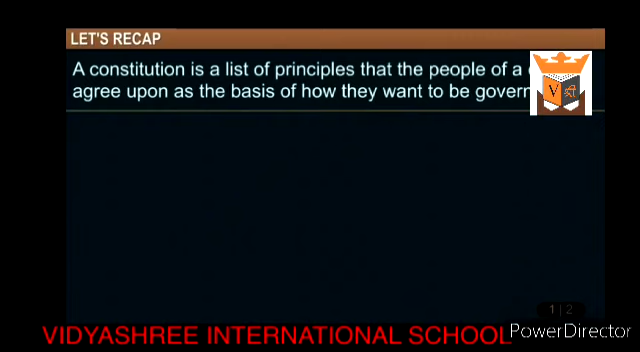 LET'S RECAP
A constitution is a list of principles that the people of a
agree upon as the basis of how they want to be govern
V
1 | 2
VIDYASHREE INTERNATIONAL SCHOOL
PowerDirector